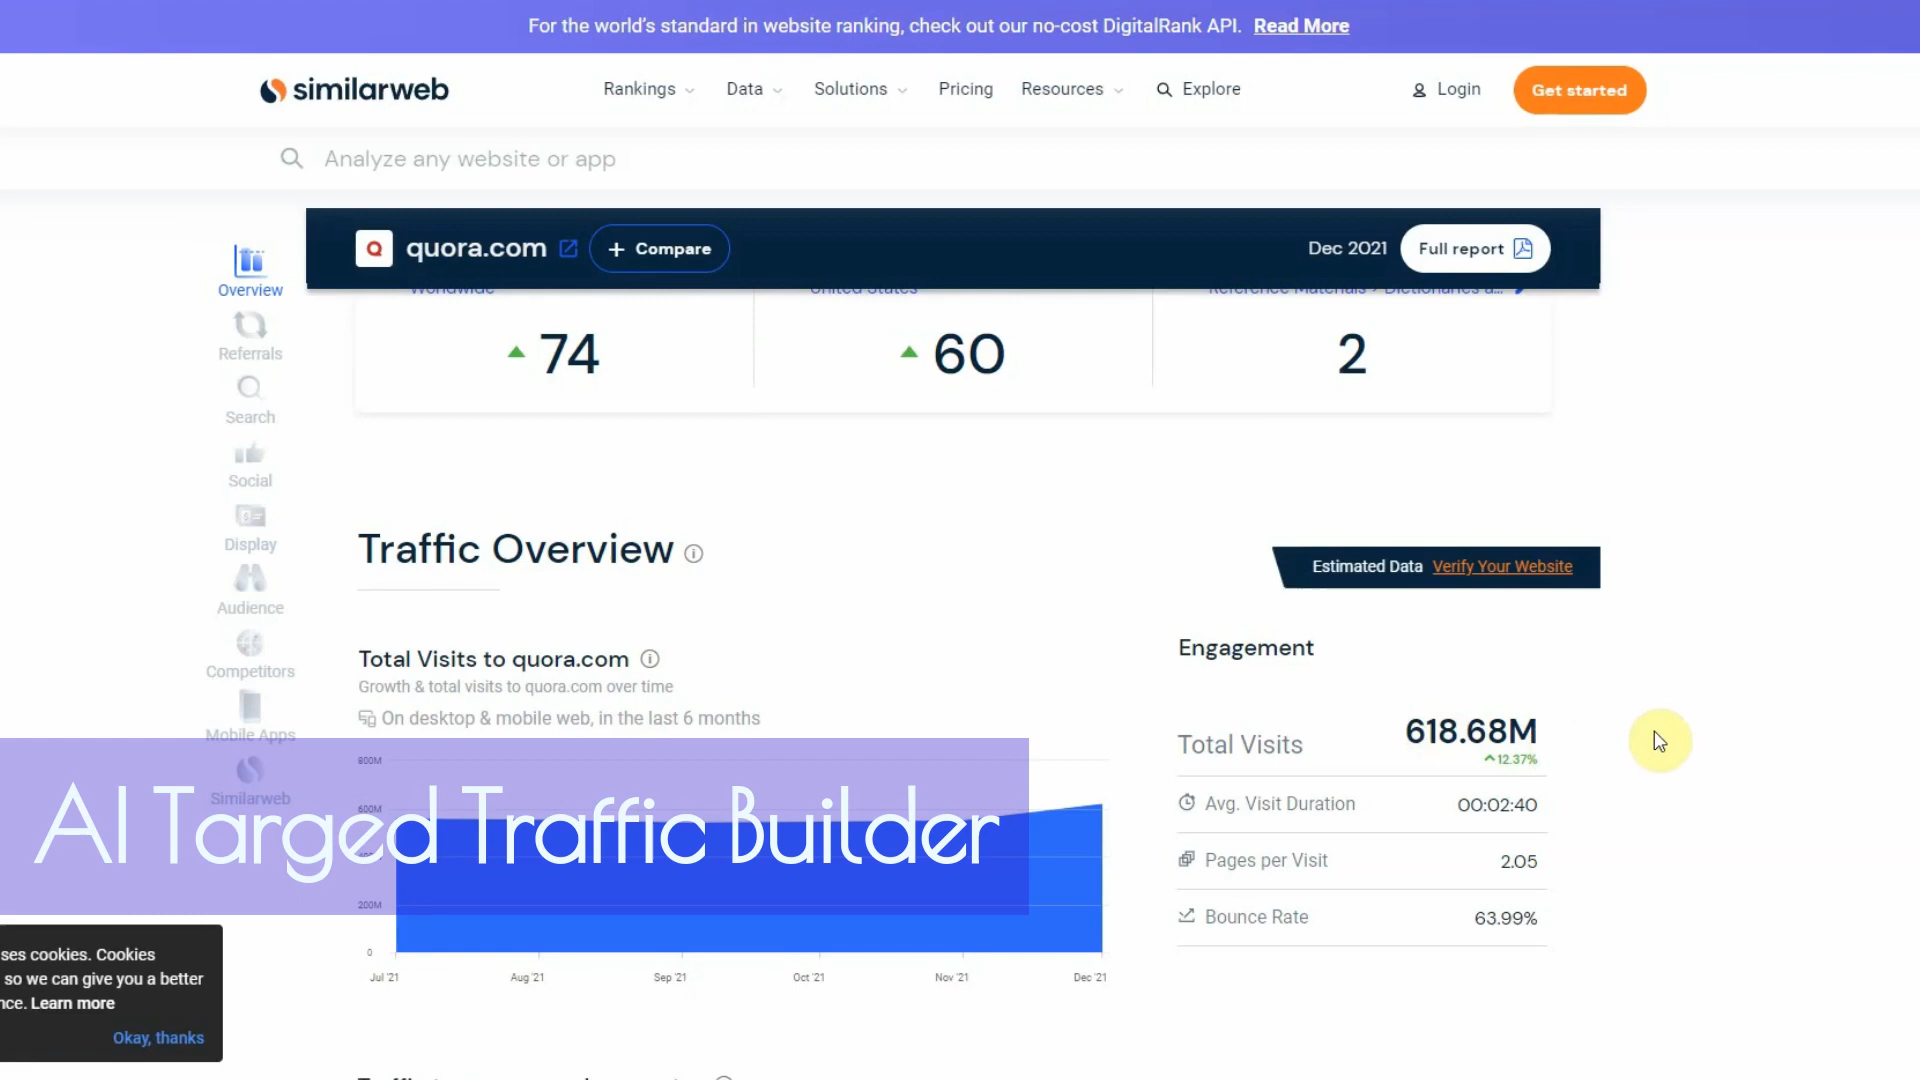 For the world's standard in website ranking, check out our no-cost DigitalRank API. Read More
similarweb
Rankings
Data
Solutions
Pricing
Resources
Explore
Login
Get started
Analyze any website or app
quora.com
+ Compare
Dec 2021
Full report
Worldwide
United States
Reference Materials > Dictionaries a...
74
60
2
Overview
Referrals
Search
Social
Display
Audience
Competitors
Mobile Apps
Similarweb
Traffic Overview
Estimated Data Verify Your Website
Total Visits to quora.com
Growth & total visits to quora.com over time
On desktop & mobile web, in the last 6 months
800M
600M
400M
200M
0
Jul '21
Aug '21
Sep '21
Oct '21
Nov '21
Dec '21
Engagement
Total Visits
618.68M
12.37%
Avg. Visit Duration
00:02:40
Pages per Visit
2.05
Bounce Rate
63.99%
AI Targed Traffic Builder
ses cookies. Cookies
so we can give you a better
nce. Learn more
Okay, thanks